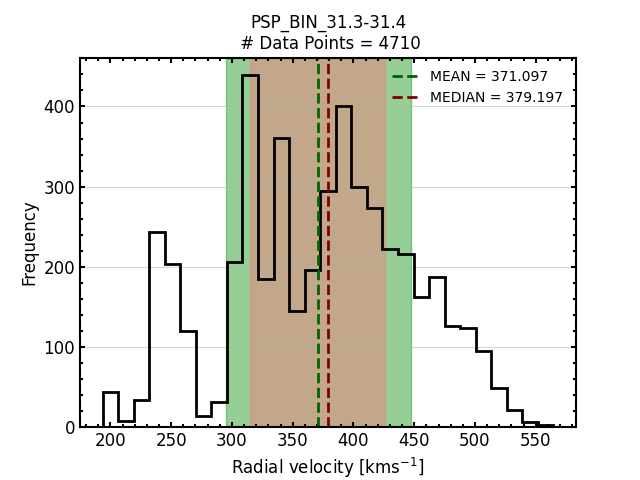 PSP_BIN_31.3-31.4
# Data Points = 4710
MEAN = 371.097
MEDIAN = 379.197
Frequency
400
300
200
100
0
200 250 300 350 400 450 500 550
Radial velocity [kms⁻¹]